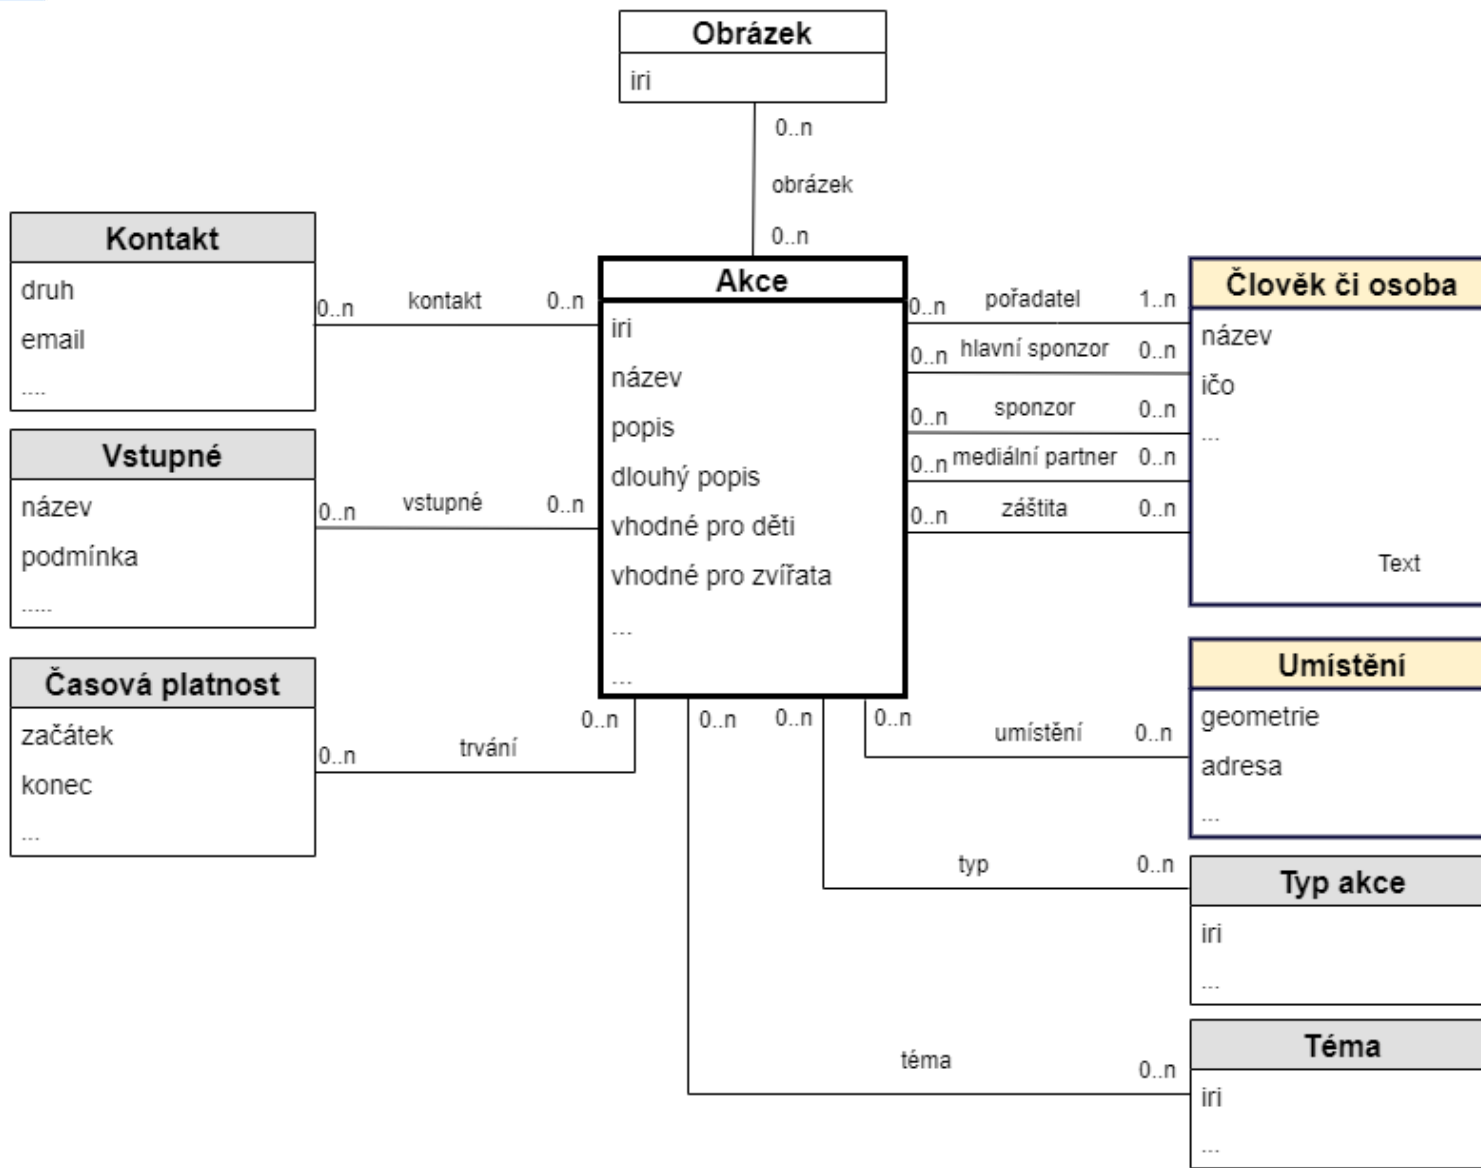 Obrázek
iri
0..n
obrázek
0..n
Kontakt
druh
email
....
0..n
kontakt
0..n
Vstupné
název
podmínka
.....
0..n
vstupné
0..n
Časová platnost
začátek
konec
...
0..n
trvání
0..n
Akce
iri
název
popis
dlouhý popis
vhodné pro děti
vhodné pro zvířata
...
...
0..n pořadatel 1..n
0..n hlavní sponzor 0..n
0..n sponzor 0..n
0..n mediální partner 0..n
0..n záštita 0..n
Člověk či osoba
název
ičo
...
Text
0..n umístění 0..n
Umístění
geometrie
adresa
...
0..n typ 0..n
Typ akce
iri
...
0..n téma 0..n
Téma
iri
...